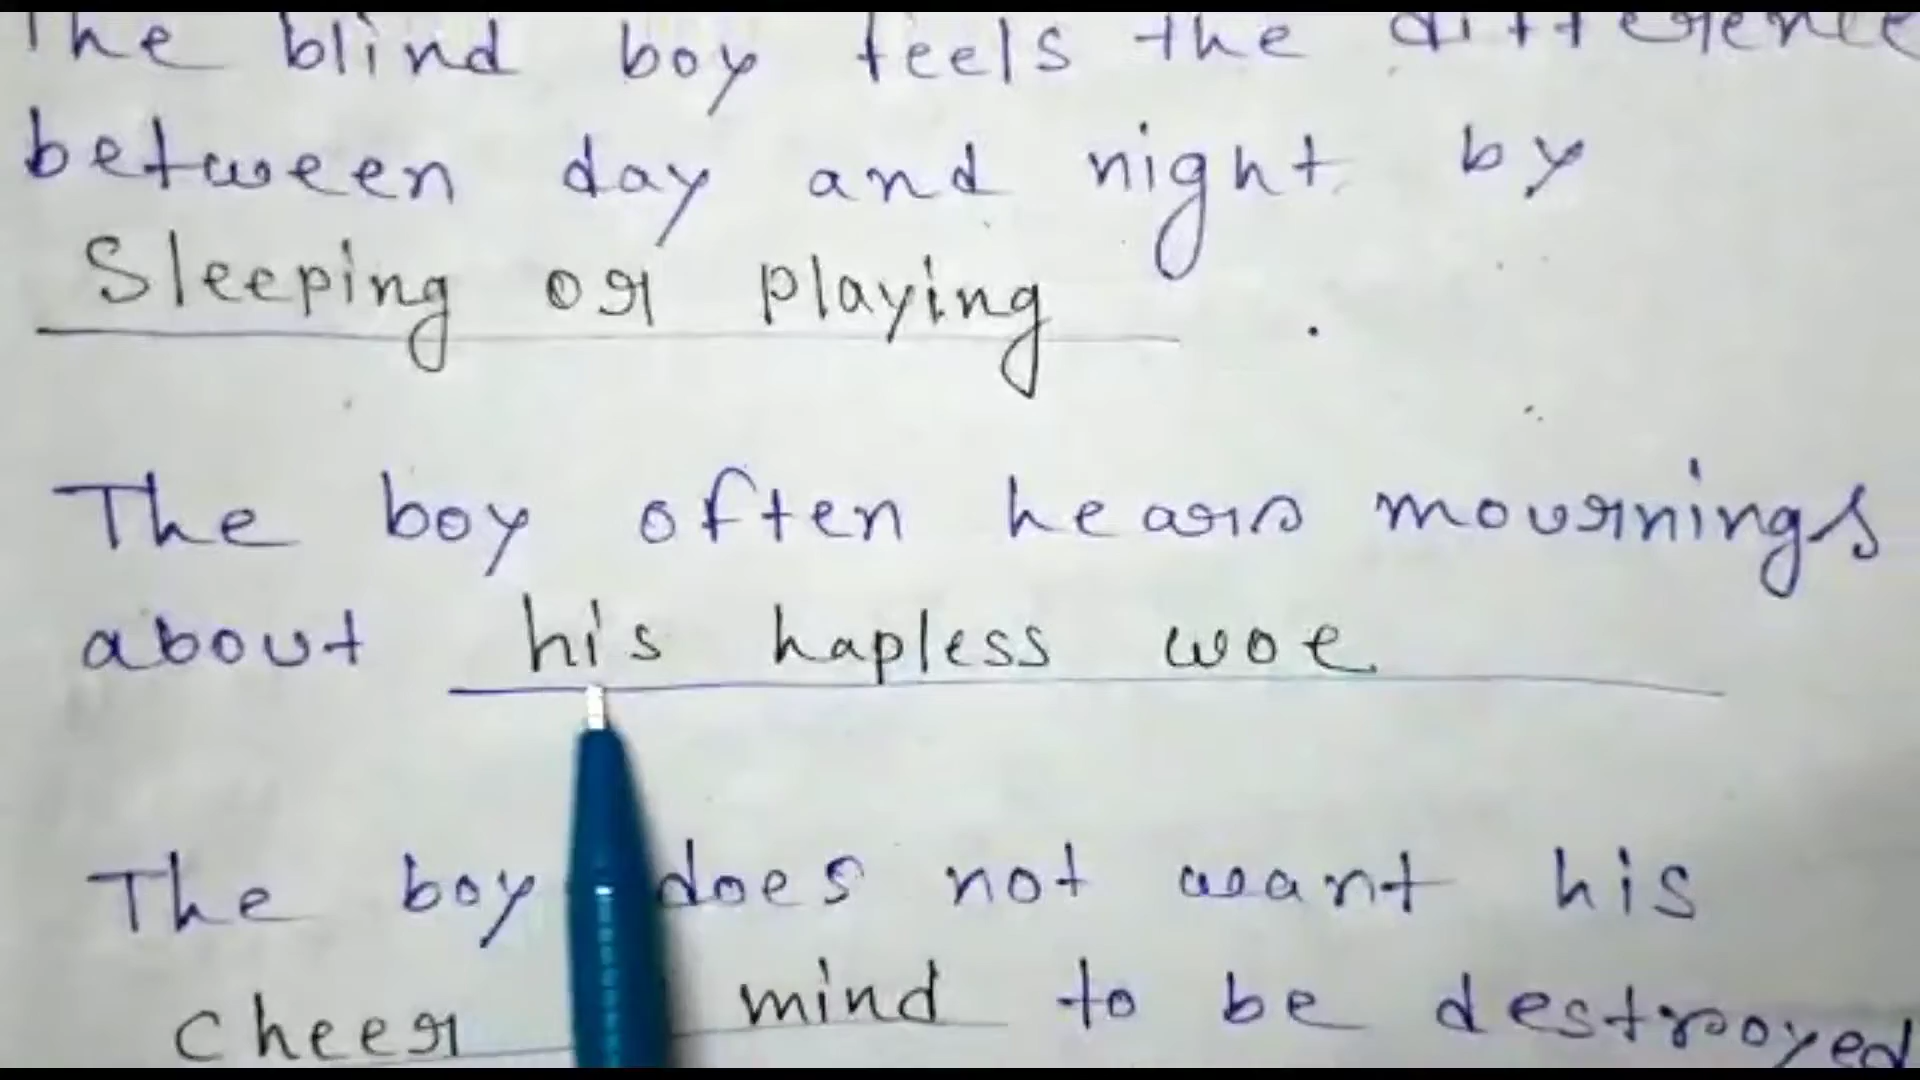 The blind boy feels the difference
between day and night by
Sleeping or playing .
The boy often hears mournings
about his hapless woe
The boy does not want his
cheer mind to be destroyed